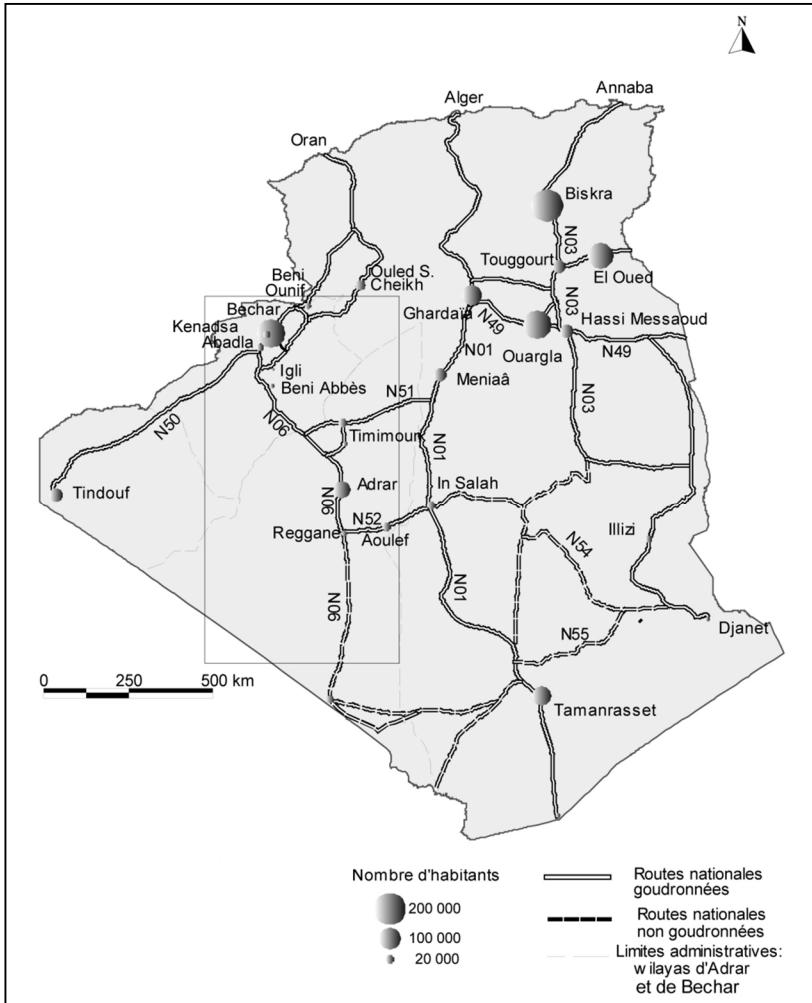 N
Annaba
Alger
Oran
Biskra
N03
Touggourt
El Oued
Beni
Ounif
Ouled S.
Cheikh
Bechar
Ghardaïa
N49
N03
Hassi Messaoud
Kenadsa
Abadla
Ouargla
N49
N01
Igli
Beni Abbès
Meniaâ
N51
N03
N50
N06
Timimoun
N01
Tindouf
Adrar
In Salah
N06
N52
Reggane
Aoulef
Illizi
N54
N01
N06
N55
Djanet
0 250 500 km
Tamanrasset
Nombre d'habitants
200 000
100 000
20 000
Routes nationales
goudronnées
Routes nationales
non goudronnées
Limites administratives:
wilayas d'Adrar
et de Bechar